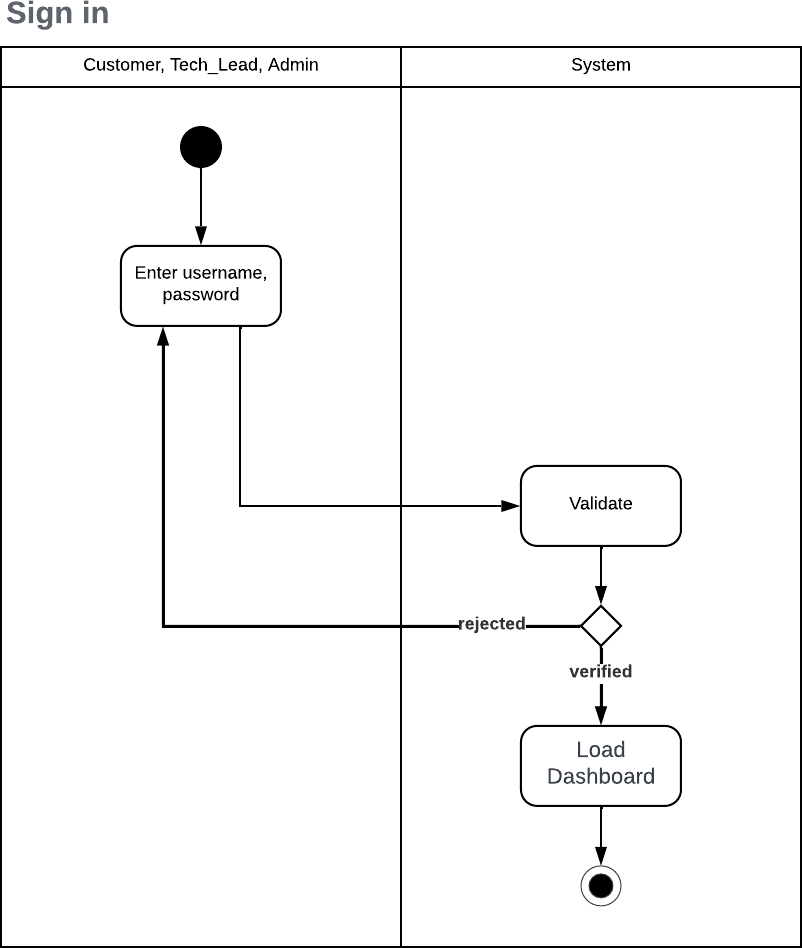 Sign in
Customer, Tech_Lead, Admin
System
Enter username,
password
Validate
rejected
verified
Load
Dashboard